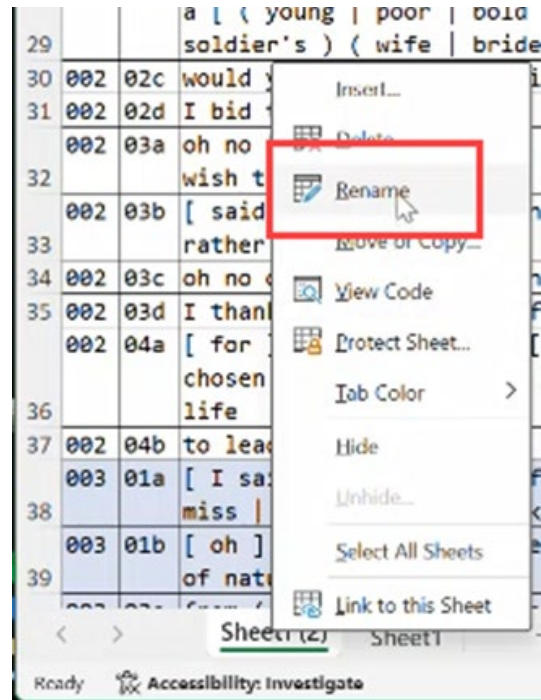 a [ ( young | poor | bold
29 soldier's ) ( wife | bride
30 002 02c would
31 002 02d I bid
002 03a oh no
32 wish t
002 03b [ said
33 rather
34 002 03c oh no
35 002 03d I than
002 04a [ for ] [
chosen
36 life
37 002 04b to lead
003 01a [ I sa
38 miss |
003 01b [ oh ]
39 of nat
Insert...
Delete
Rename
Move or Copy...
View Code
Protect Sheet...
Tab Color >
Hide
Unhide...
Select All Sheets
Link to this Sheet
< > Sheet1 (2) Sheet1
Ready Accessibility: Investigate